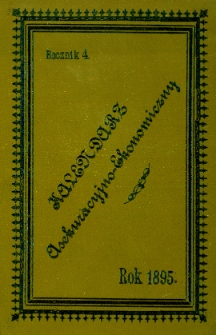 Rocznik 4.
KALENDARZ
Asekuracyjno-Ekonomiczny
Rok 1895.